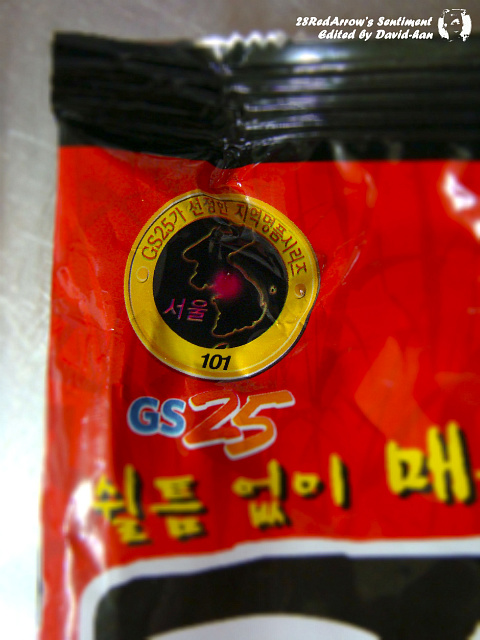 28RedArrow's Sentiment
Edited by David-han
GS25가 선정한 지역명품시리즈
서울
101
GS25
쉴틈 없이 매